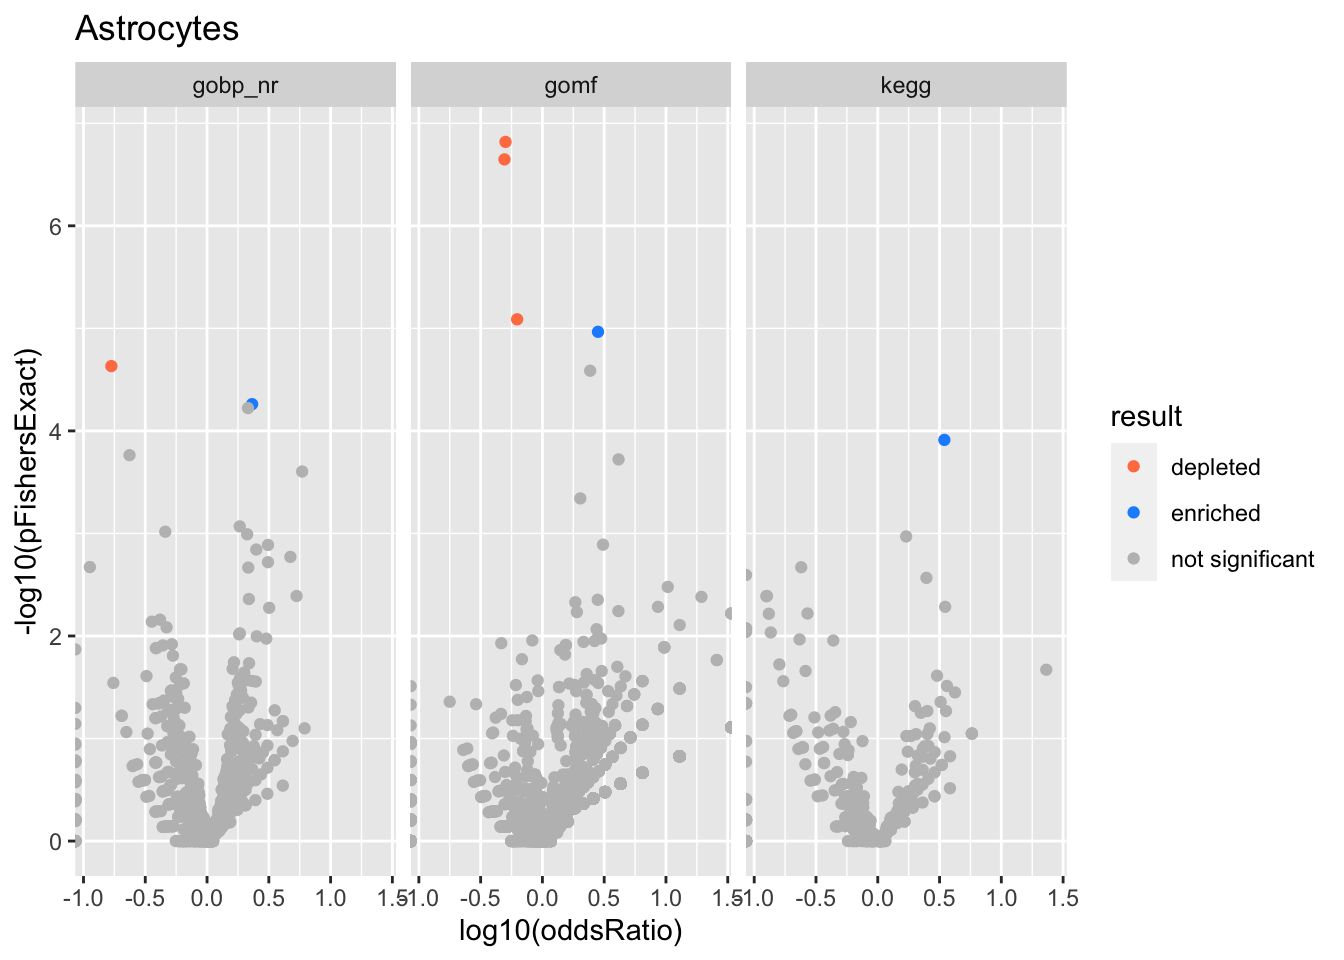 Astrocytes
gobp_nr
gomf
kegg
-log10(pFishersExact)
6
4
2
0
-1.0 -0.5 0.0 0.5 1.0 1.5
-1.0 -0.5 0.0 0.5 1.0 1.5
-1.0 -0.5 0.0 0.5 1.0 1.5
log10(oddsRatio)
result
depleted
enriched
not significant